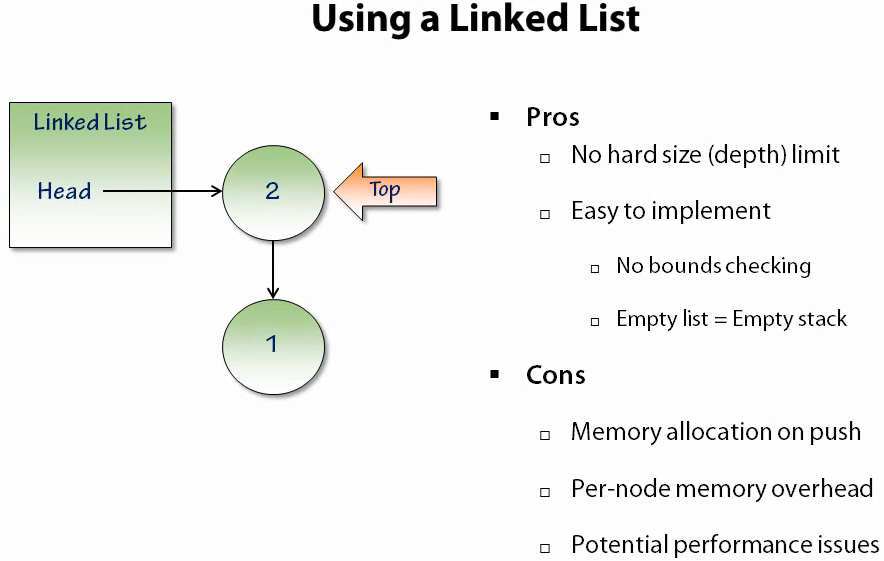 Using a Linked List
Linked List
Head
2
Top
1
Pros
No hard size (depth) limit
Easy to implement
No bounds checking
Empty list = Empty stack
Cons
Memory allocation on push
Per-node memory overhead
Potential performance issues